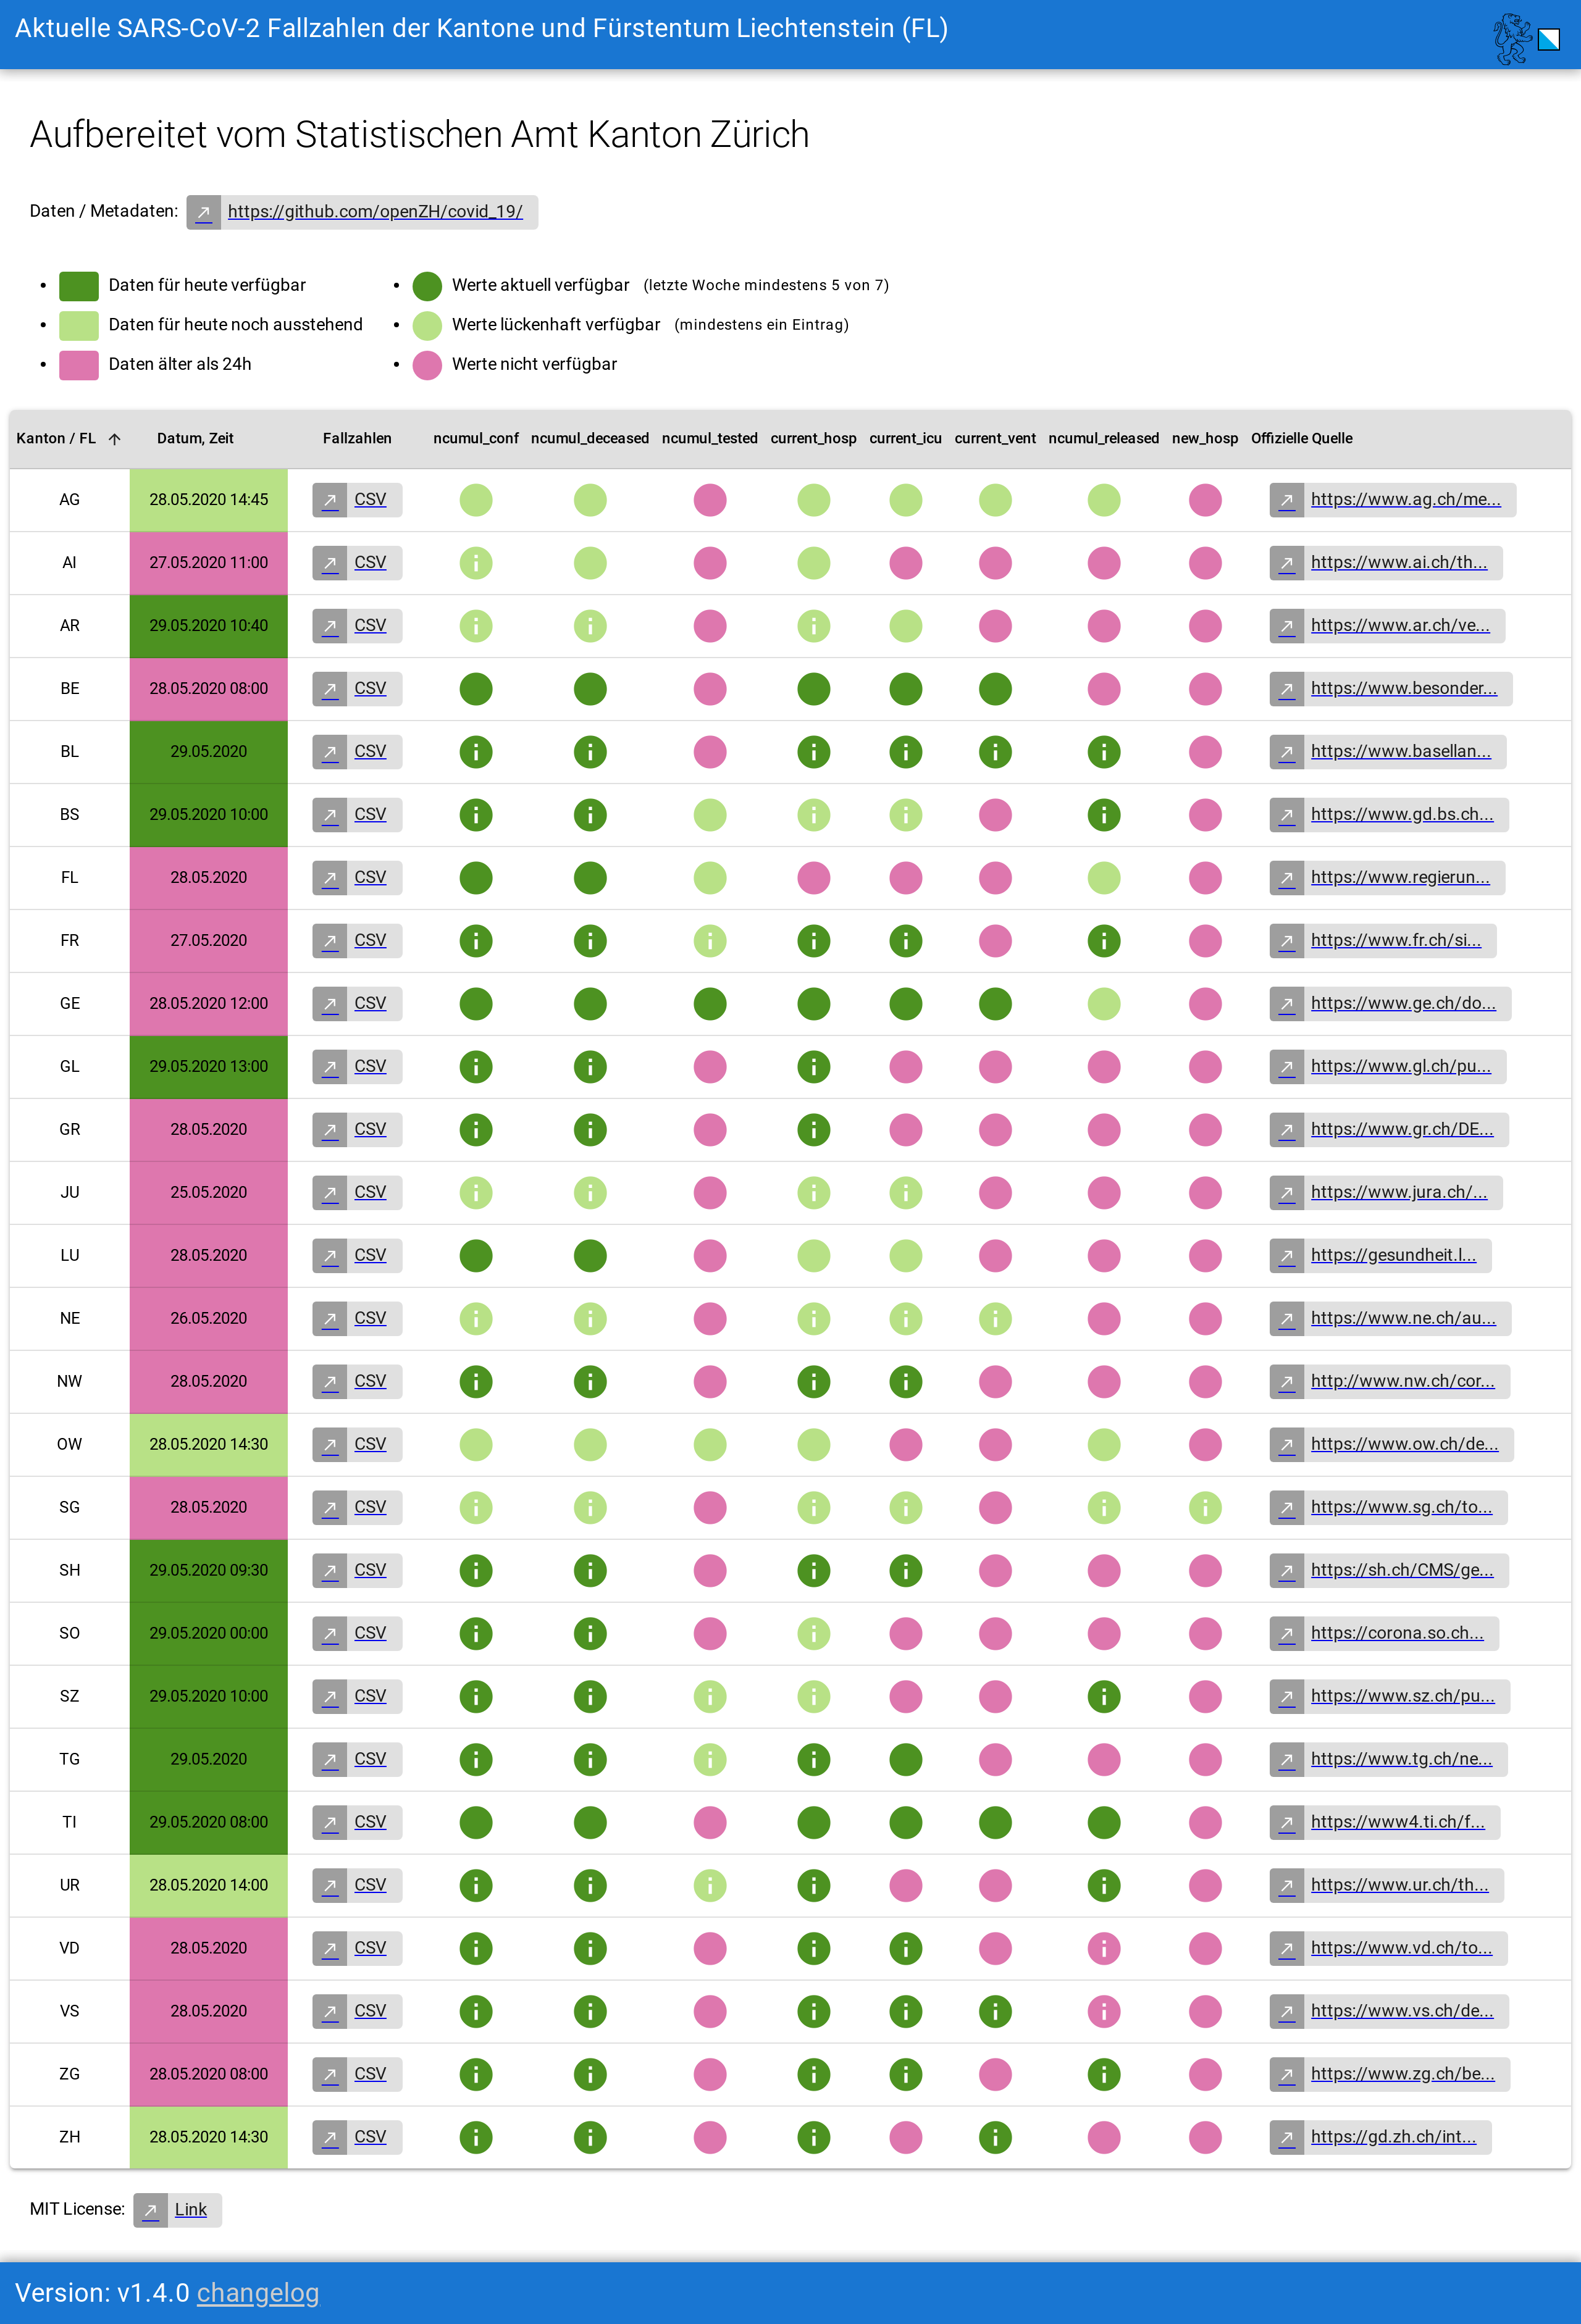 Aktuelle SARS-CoV-2 Fallzahlen der Kantone und Fürstentum Liechtenstein (FL)
Aufbereitet vom Statistischen Amt Kanton Zürich
Daten / Metadaten: https://github.com/openZH/covid_19/
Daten für heute verfügbar
Daten für heute noch ausstehend
Daten älter als 24h
Werte aktuell verfügbar (letzte Woche mindestens 5 von 7)
Werte lückenhaft verfügbar (mindestens ein Eintrag)
Werte nicht verfügbar
Kanton / FL Datum, Zeit Fallzahlen ncumul_conf ncumul_deceased ncumul_tested current_hosp current_icu current_vent ncumul_released new_hosp Offizielle Quelle
AG 28.05.2020 14:45 CSV https://www.ag.ch/me...
AI 27.05.2020 11:00 CSV https://www.ai.ch/th...
AR 29.05.2020 10:40 CSV https://www.ar.ch/ve...
BE 28.05.2020 08:00 CSV https://www.besonder...
BL 29.05.2020 CSV https://www.basellan...
BS 29.05.2020 10:00 CSV https://www.gd.bs.ch...
FL 28.05.2020 CSV https://www.regierun...
FR 27.05.2020 CSV https://www.fr.ch/si...
GE 28.05.2020 12:00 CSV https://www.ge.ch/do...
GL 29.05.2020 13:00 CSV https://www.gl.ch/pu...
GR 28.05.2020 CSV https://www.gr.ch/DE...
JU 25.05.2020 CSV https://www.jura.ch/...
LU 28.05.2020 CSV https://gesundheit.l...
NE 26.05.2020 CSV https://www.ne.ch/au...
NW 28.05.2020 CSV http://www.nw.ch/cor...
OW 28.05.2020 14:30 CSV https://www.ow.ch/de...
SG 28.05.2020 CSV https://www.sg.ch/to...
SH 29.05.2020 09:30 CSV https://sh.ch/CMS/ge...
SO 29.05.2020 00:00 CSV https://corona.so.ch...
SZ 29.05.2020 10:00 CSV https://www.sz.ch/pu...
TG 29.05.2020 CSV https://www.tg.ch/ne...
TI 29.05.2020 08:00 CSV https://www4.ti.ch/f...
UR 28.05.2020 14:00 CSV https://www.ur.ch/th...
VD 28.05.2020 CSV https://www.vd.ch/to...
VS 28.05.2020 CSV https://www.vs.ch/de...
ZG 28.05.2020 08:00 CSV https://www.zg.ch/be...
ZH 28.05.2020 14:30 CSV https://gd.zh.ch/int...
MIT License: Link
Version: v1.4.0 changelog